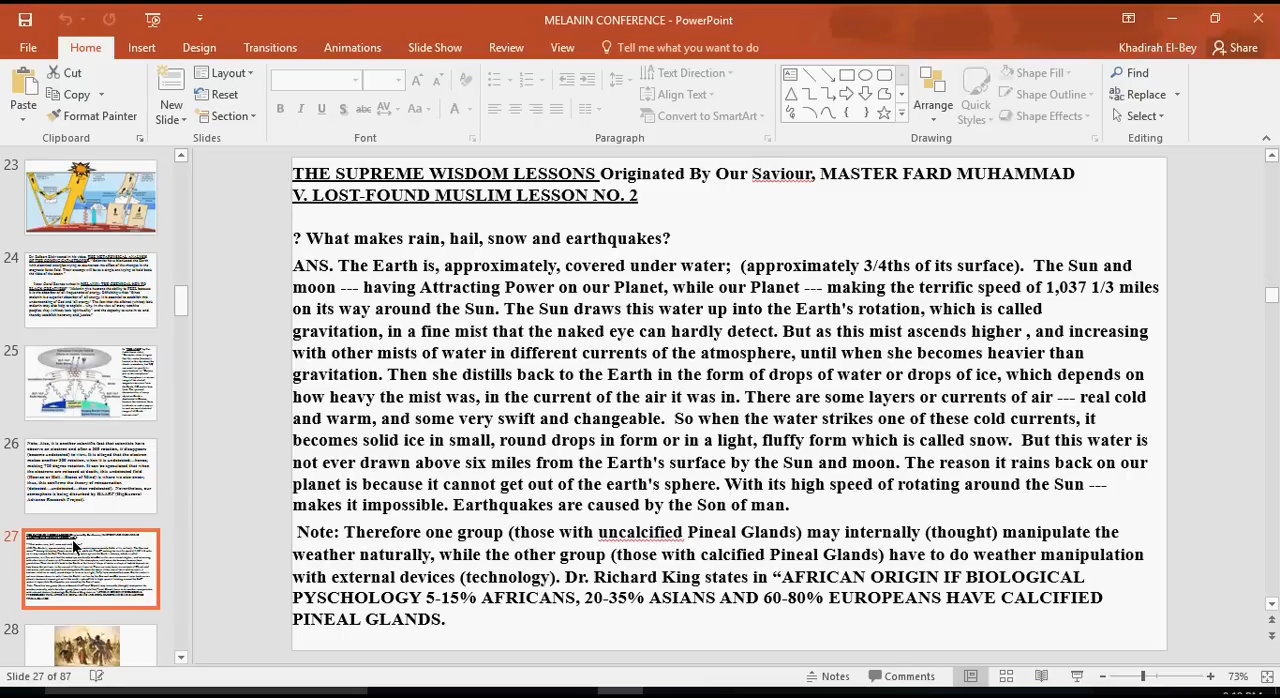 MELANIN CONFERENCE - PowerPoint
File Home Insert Design Transitions Animations Slide Show Review View Tell me what you want to do Khadirah El-Bey Share
Paste
Cut
Copy
Format Painter
Clipboard
New
Slide
Layout
Reset
Section
Slides
B I U S abc AV Aa A
Font
Text Direction
Align Text
Convert to SmartArt
Paragraph
Arrange
Quick
Styles
Shape Fill
Shape Outline
Shape Effects
Drawing
Find
Replace
Select
Editing
23
24
25
26
27
28
THE SUPREME WISDOM LESSONS Originated By Our Saviour, MASTER FARD MUHAMMAD
V. LOST-FOUND MUSLIM LESSON NO. 2
? What makes rain, hail, snow and earthquakes?
ANS. The Earth is, approximatly, covered under water; (approximately 3/4ths of its surface). The Sun and
moon --- having Attracting Power on our Planet, while our Planet --- making the terrific speed of 1,037 1/3 miles
on its way around the Sun. The Sun draws this water up into the Earth's rotation, which is called
gravitation, in a fine mist that the naked eye can hardly detect. But as this mist ascends higher , and increasing
with other mists of water in different currents of the atmosphere, until when she becomes heavier than
gravitation. Then she distills back to the Earth in the form of drops of water or drops of ice, which depends on
how heavy the mist was, in the current of the air it was in. There are some layers or currents of air --- real cold
and warm, and some very swift and changeable. So when the water strikes one of these cold currents, it
becomes solid ice in small, round drops in form or in a light, fluffy form which is called snow. But this water is
not ever drawn above six miles from the Earth's surface by the Sun and moon. The reason it rains back on our
planet is because it cannot get out of the earth's sphere. With its high speed of rotating around the Sun ---
makes it impossible. Earthquakes are caused by the Son of man.
Note: Therefore one group (those with uncalcified Pineal Glands) may internally (thought) manipulate the
weather naturally, while the other group (those with calcified Pineal Glands) have to do weather manipulation
with external devices (technology). Dr. Richard King states in AFRICAN ORIGIN IF BIOLOGICAL
PYSCHOLOGY 5-15% AFRICANS, 20-35% ASIANS AND 60-80% EUROPEANS HAVE CALCIFIED
PINEAL GLANDS.
Slide 27 of 87
Notes
Comments
73%